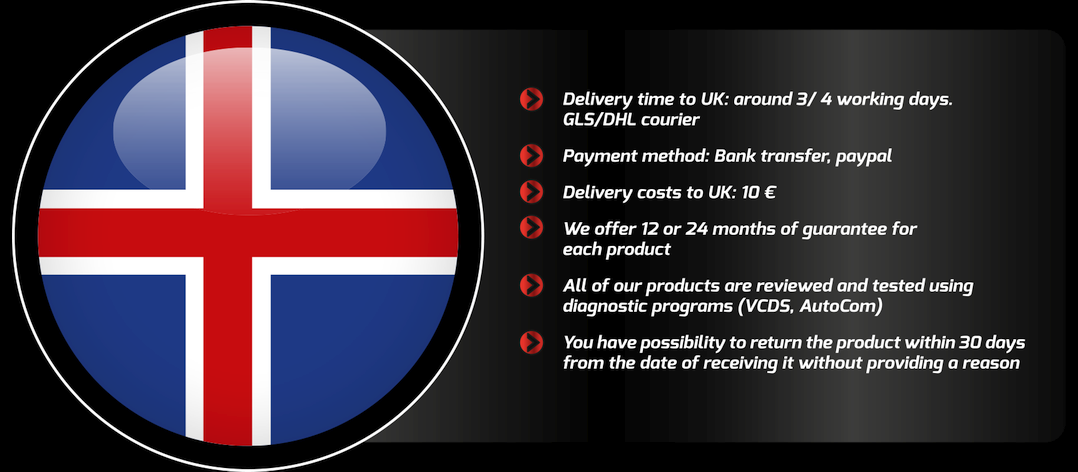 Delivery time to UK: around 3/ 4 working days.
GLS/DHL courier
Payment method: Bank transfer, paypal
Delivery costs to UK: 10 €
We offer 12 or 24 months of guarantee for
each product
All of our products are reviewed and tested using
diagnostic programs (VCDS, AutoCom)
You have possibility to return the product within 30 days
from the date of receiving it without providing a reason